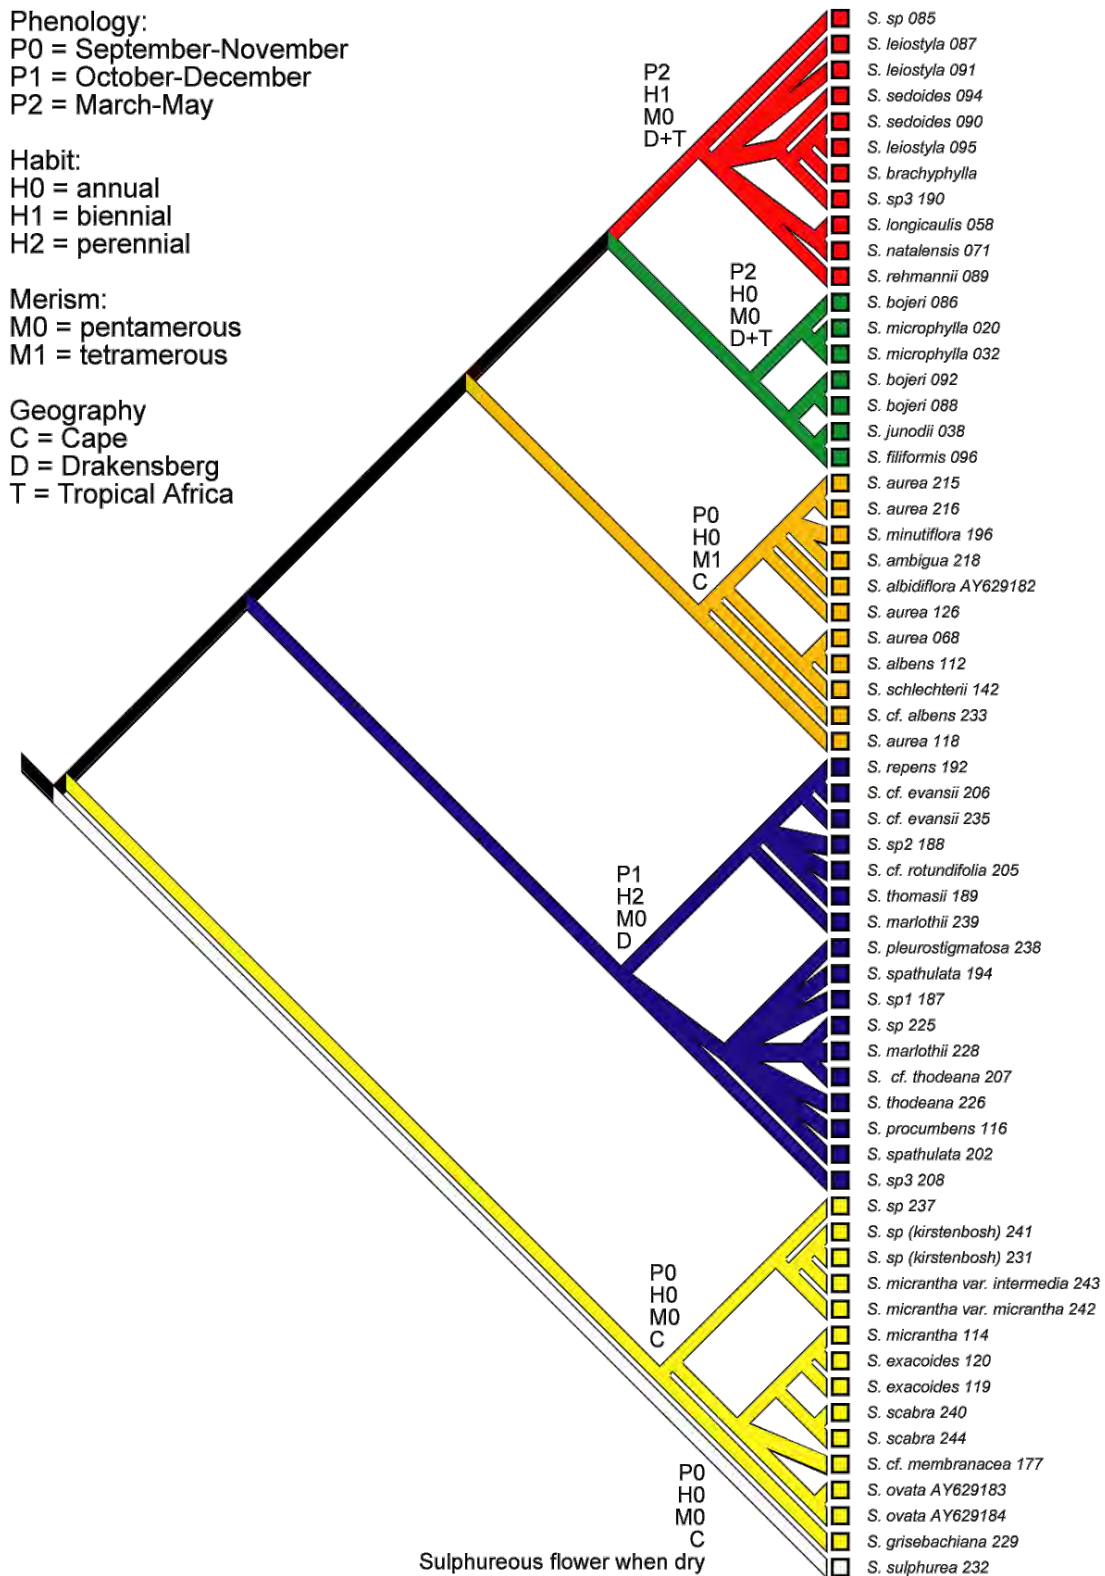 Phenology:
P0 = September-November
P1 = October-December
P2 = March-May
Habit:
H0 = annual
H1 = biennial
H2 = perennial
Merism:
M0 = pentamerous
M1 = tetramerous
Geography
C = Cape
D = Drakensberg
T = Tropical Africa
P2
H1
M0
D+T
P2
H0
M0
D+T
P0
H0
M1
C
P1
H2
M0
D
P0
H0
M0
C
P0
H0
M0
C
Sulphureous flower when dry
S. sp 085
S. leiostyla 087
S. leiostyla 091
S. sedoides 094
S. sedoides 090
S. leiostyla 095
S. brachyphylla
S. sp3 190
S. longicaulis 058
S. natalensis 071
S. rehmannii 089
S. bojeri 086
S. microphylla 020
S. microphylla 032
S. bojeri 092
S. bojeri 088
S. junodii 038
S. filiformis 096
S. aurea 215
S. aurea 216
S. minutiflora 196
S. ambigua 218
S. albidiflora AY629182
S. aurea 126
S. aurea 068
S. albens 112
S. schlechterii 142
S. cf. albens 233
S. aurea 118
S. repens 192
S. cf. evansii 206
S. cf. evansii 235
S. sp2 188
S. cf. rotundifolia 205
S. thomasii 189
S. marlothii 239
S. pleurostigmatosa 238
S. spathulata 194
S. sp1 187
S. sp 225
S. marlothii 228
S. cf. thodeana 207
S. thodeana 226
S. procumbens 116
S. spathulata 202
S. sp3 208
S. sp 237
S. sp (kirstenbosh) 241
S. sp (kirstenbosh) 231
S. micrantha var. intermedia 243
S. micrantha var. micrantha 242
S. micrantha 114
S. exacoides 120
S. exacoides 119
S. scabra 240
S. scabra 244
S. cf. membranacea 177
S. ovata AY629183
S. ovata AY629184
S. grisebachiana 229
S. sulphurea 232